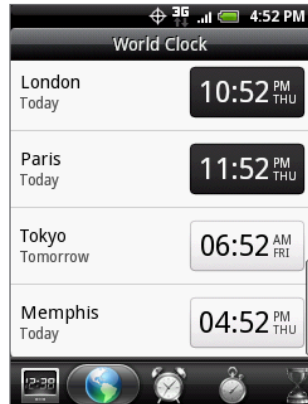 3G 4:52 PM
World Clock
London
Today
10:52 PM THU
Paris
Today
11:52 PM THU
Tokyo
Tomorrow
06:52 AM FRI
Memphis
Today
04:52 PM THU
12:38